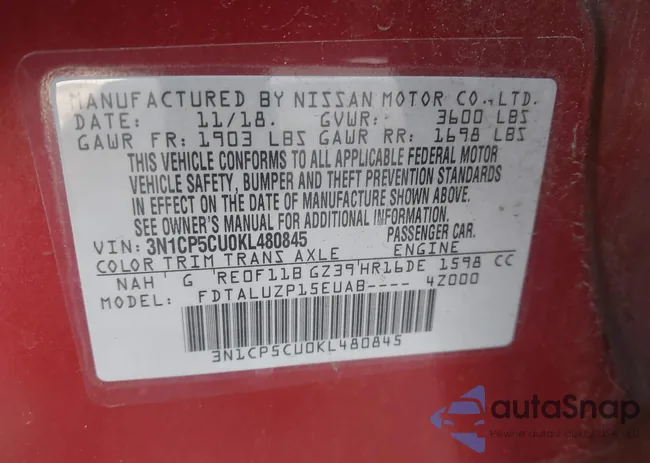 MANUFACTURED BY NISSAN MOTOR CO.,LTD.
DATE: 11/18. GVWR: 3600 LBS
GAWR FR: 1903 LBS GAWR RR: 1698 LBS
THIS VEHICLE CONFORMS TO ALL APPLICABLE FEDERAL MOTOR
VEHICLE SAFETY, BUMPER AND THEFT PREVENTION STANDARDS
IN EFFECT ON THE DATE OF MANUFACTURE SHOWN ABOVE.
SEE OWNER'S MANUAL FOR ADDITIONAL INFORMATION.
VIN: 3N1CP5CU0KL480845 PASSENGER CAR.
COLOR TRIM TRANS AXLE ENGINE
NAH G RE0F11B GZ39 HR16DE 1598 CC
MODEL: FDTALUZP15EUAB---- 4Z000
3N1CP5CU0KL480845
autaSnap